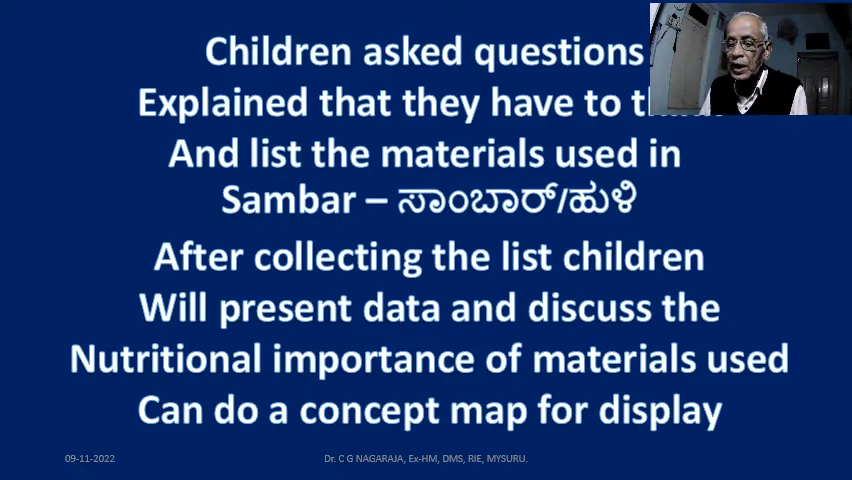 Children asked questions
Explained that they have to
And list the materials used in
Sambar – ಸಾಂಬಾರ್/ಹುಳಿ
After collecting the list children
Will present data and discuss the
Nutritional importance of materials used
Can do a concept map for display
09-11-2022
Dr. C G NAGARAJA, Ex-HM, DMS, RIE, MYSURU.